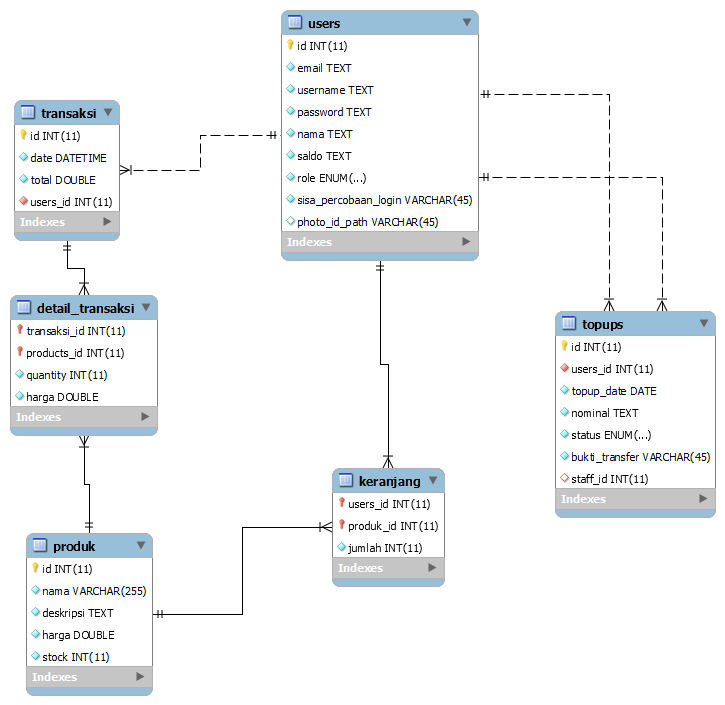 users
id INT(11)
email TEXT
username TEXT
password TEXT
nama TEXT
saldo TEXT
role ENUM(...)
sisa_percobaan_login VARCHAR(45)
photo_id_path VARCHAR(45)
Indexes
transaksi
id INT(11)
date DATETIME
total DOUBLE
users_id INT(11)
Indexes
detail_transaksi
transaksi_id INT(11)
products_id INT(11)
quantity INT(11)
harga DOUBLE
Indexes
topups
id INT(11)
users_id INT(11)
topup_date DATE
nominal TEXT
status ENUM(...)
bukti_transfer VARCHAR(45)
staff_id INT(11)
Indexes
keranjang
users_id INT(11)
produk_id INT(11)
jumlah INT(11)
Indexes
produk
id INT(11)
nama VARCHAR(255)
deskripsi TEXT
harga DOUBLE
stock INT(11)
Indexes